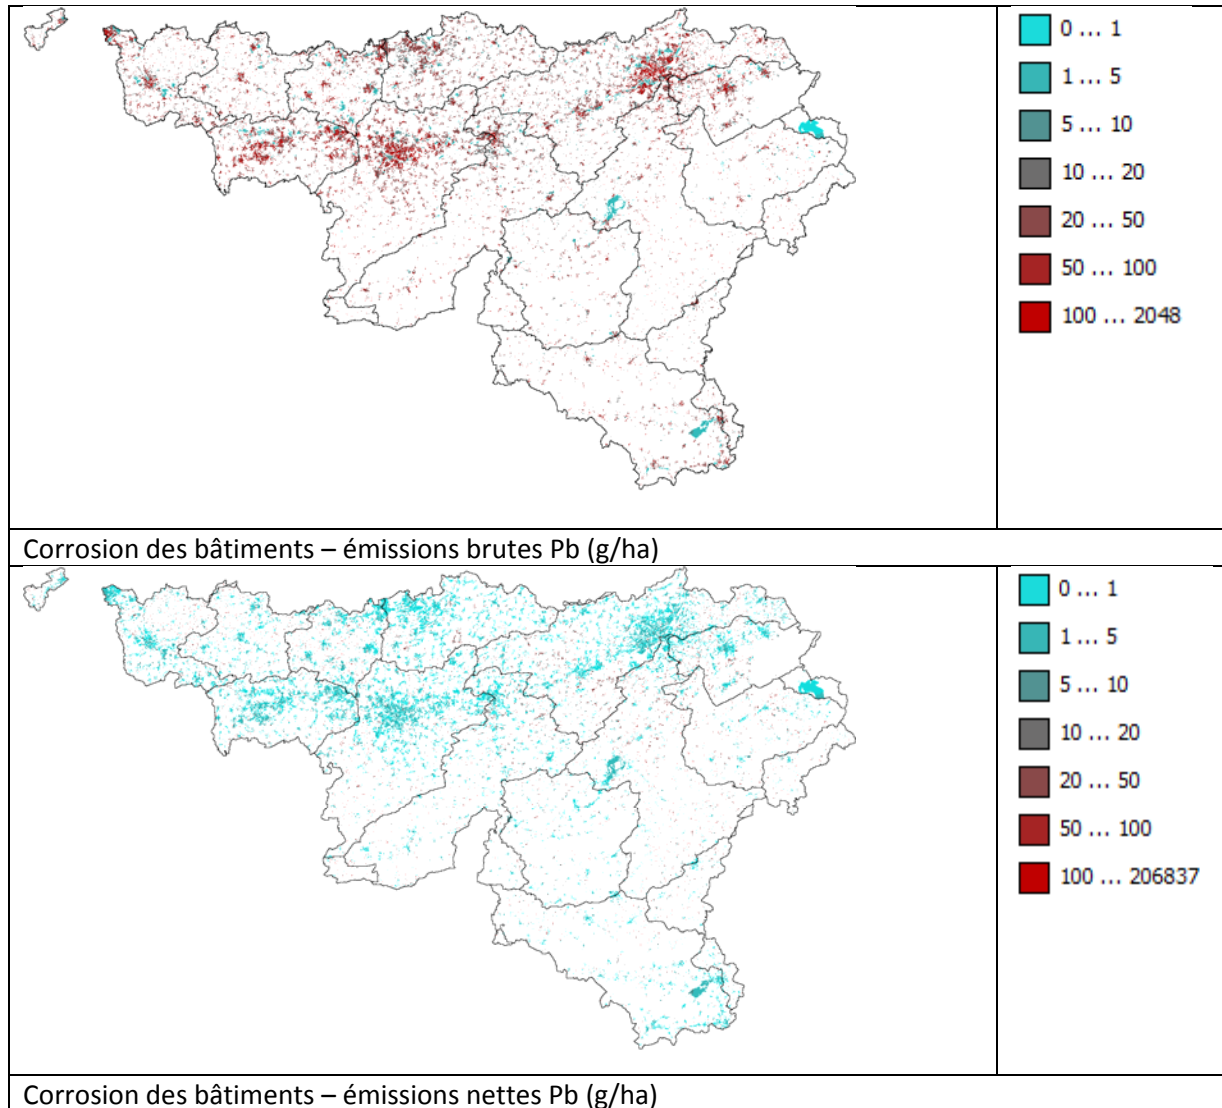 0 ... 1
1 ... 5
5 ... 10
10 ... 20
20 ... 50
50 ... 100
100 ... 2048
Corrosion des bâtiments – émissions brutes Pb (g/ha)
0 ... 1
1 ... 5
5 ... 10
10 ... 20
20 ... 50
50 ... 100
100 ... 206837
Corrosion des bâtiments – émissions nettes Pb (g/ha)